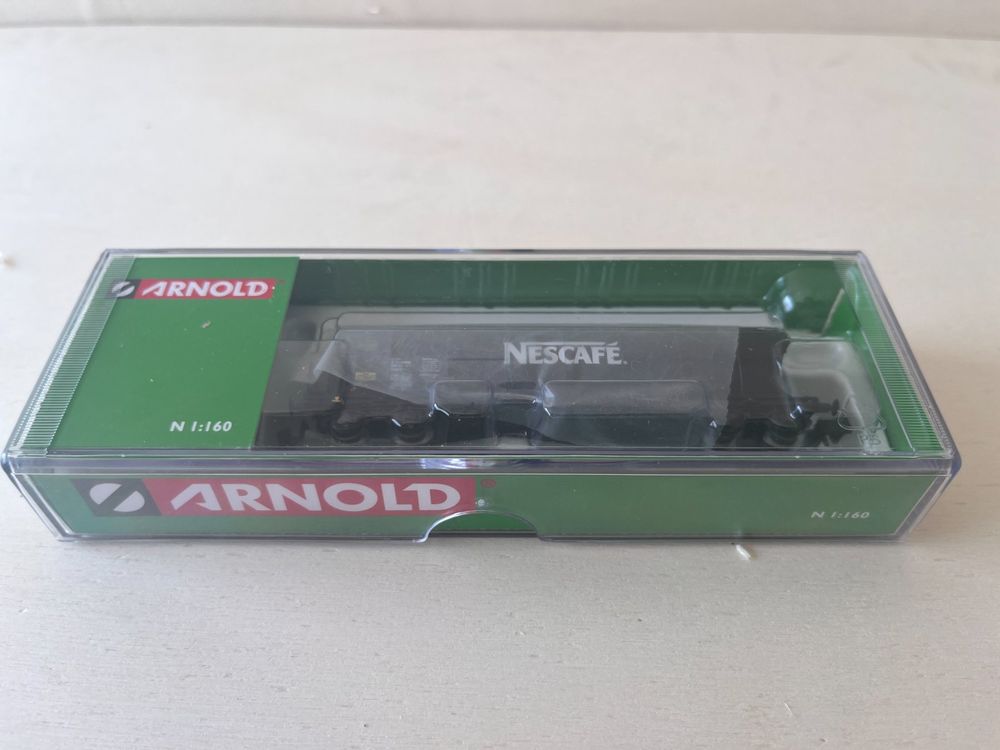 ARNOLD
N 1:160
NESCAFÉ.
ARNOLD®
N 1:160